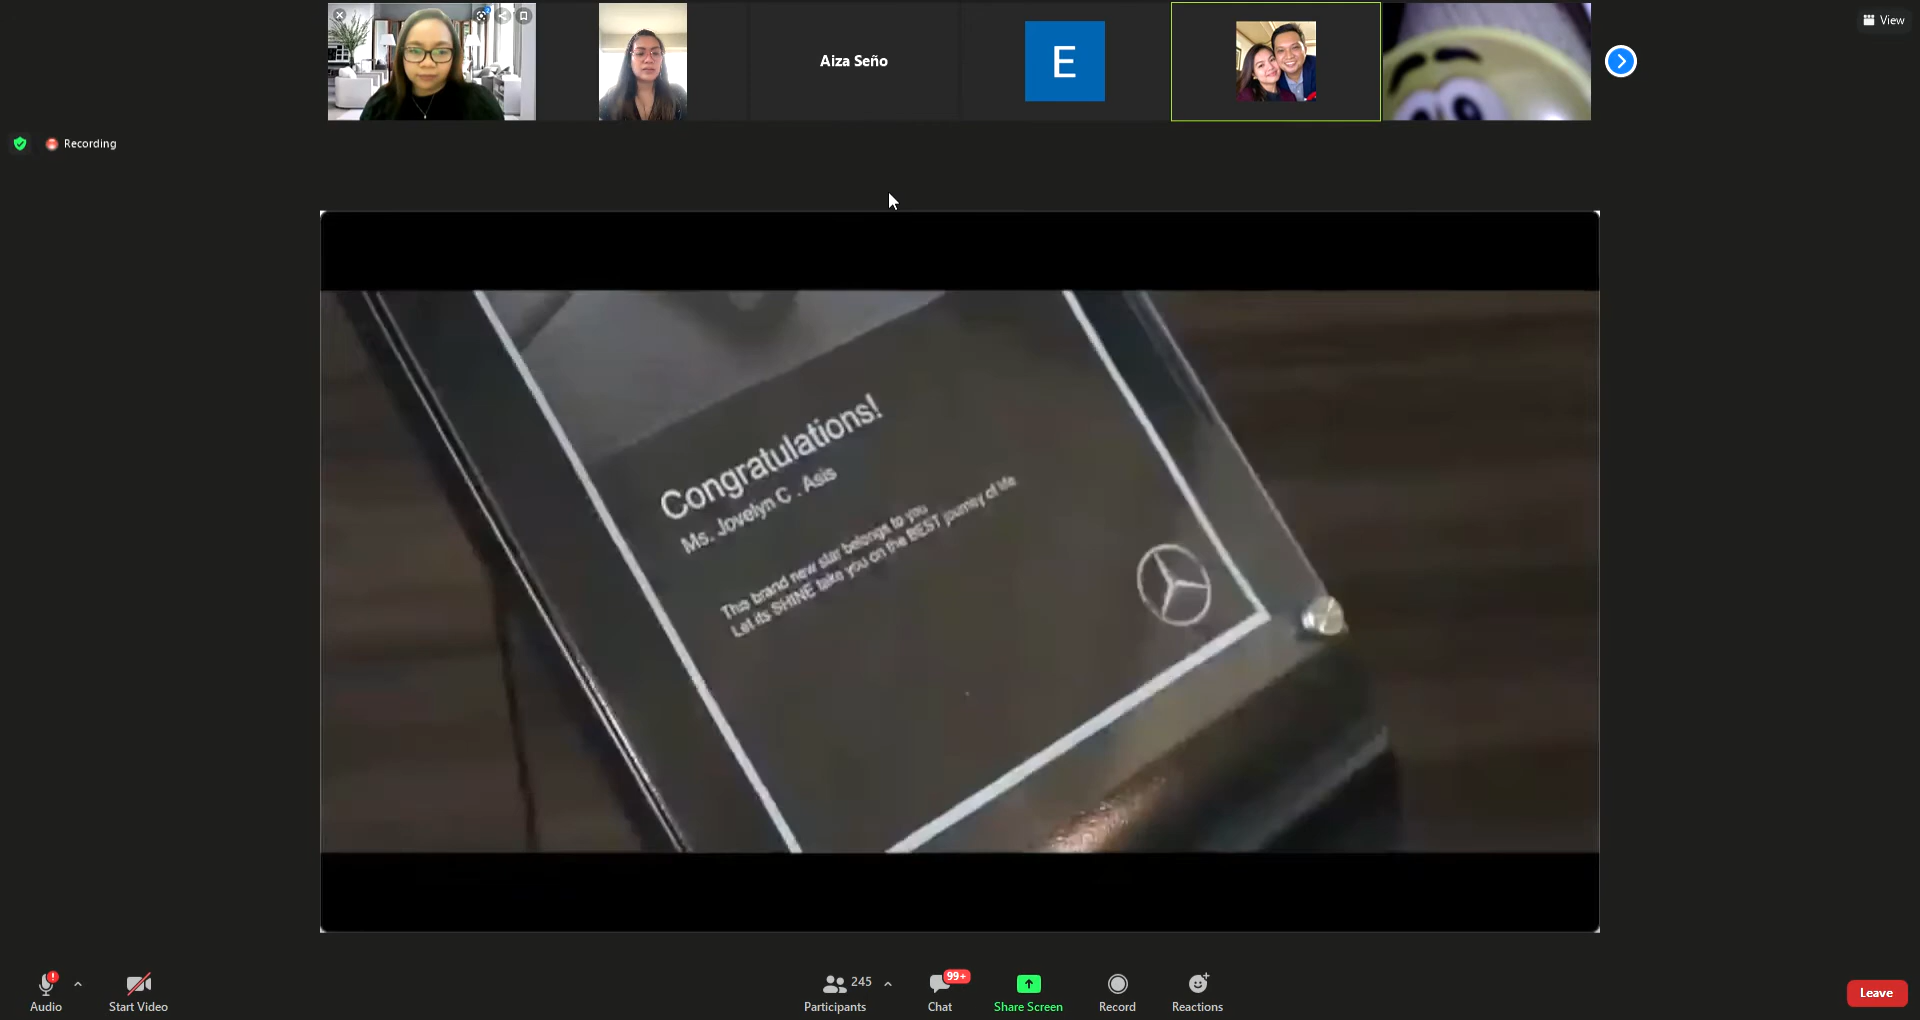 View
Aiza Seño
E
Recording
Congratulations!
Ms. Jovelyn C . Asis
This brand new star belongs to you
Let its SHINE take you on the BEST journey of life
245
99+
Audio
Start Video
Participants
Chat
Share Screen
Record
Reactions
Leave